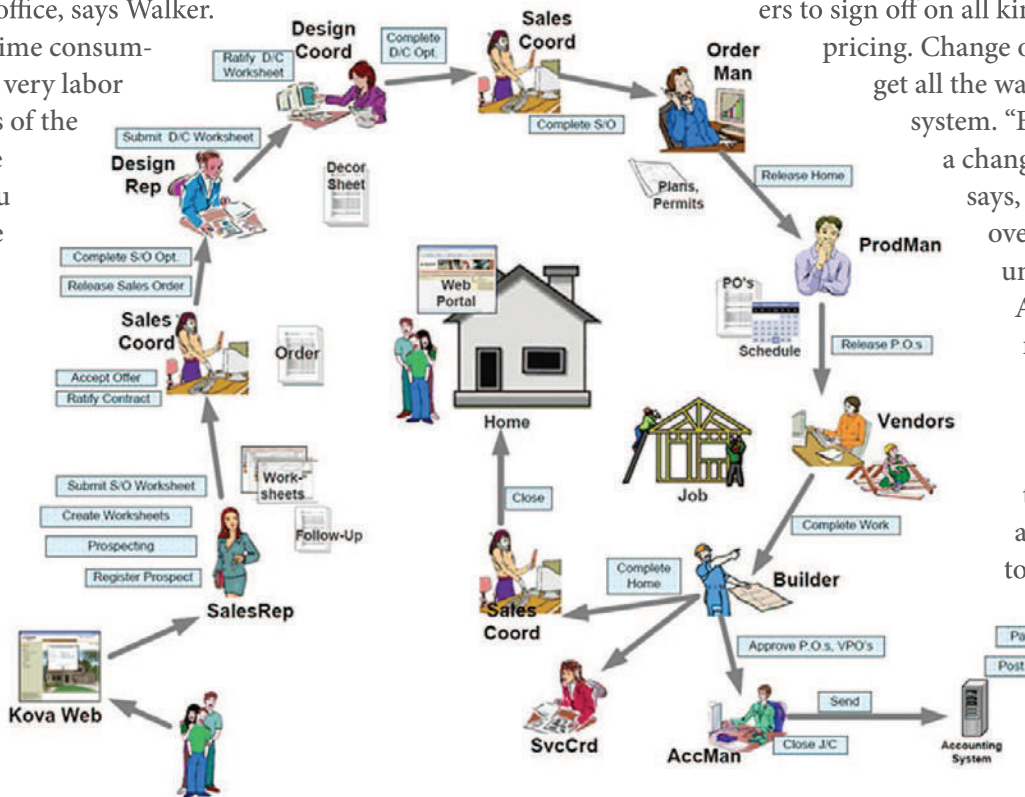 office, says Walker.
ime consum-
very labor
s of the
e
u
e
ers to sign off on all kin
pricing. Change o
get all the wa
system. “
a chang
says,
ove
u
A
t
a
to
Kova Web
SalesRep
Register Prospect
Prospecting
Create Worksheets
Submit S/O Worksheet
Work-
sheets
Follow-Up
Sales
Coord
Accept Offer
Ratify Contract
Order
Release Sales Order
Complete S/O Opt.
Design
Rep
Submit D/C Worksheet
Decor
Sheet
Design
Coord
Ratify D/C
Worksheet
Complete
D/C Opt.
Sales
Coord
Complete S/O
Order
Man
Plans,
Permits
Release Home
ProdMan
PO's
Schedule
Release P.O.s
Vendors
Complete Work
Job
Builder
Complete
Home
Sales
Coord
Close
Home
Web
Portal
SvcCrd
Approve P.O.s, VPO's
AccMan
Close J/C
Send
Accounting
System
Pa
Post